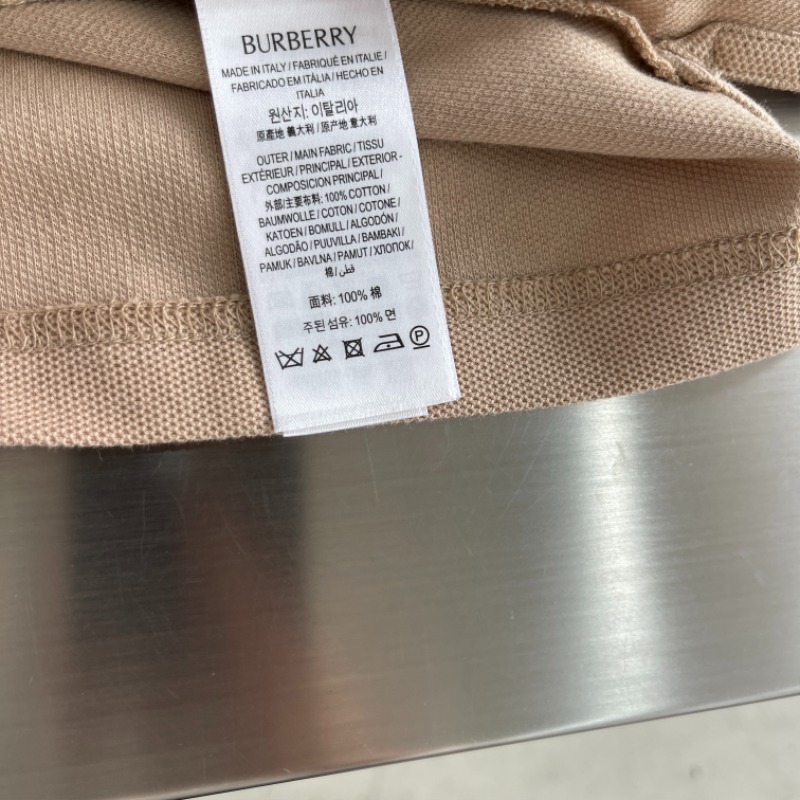 BURBERRY
MADE IN ITALY / FABRIQUÉ EN ITALIE /
FABRICADO EM ITÁLIA / HECHO EN
ITALIA
원산지: 이탈리아
原產地 義大利 / 原产地 意大利
OUTER / MAIN FABRIC / TISSU
EXTÉRIEUR / PRINCIPAL / EXTERIOR -
COMPOSICION PRINCIPAL /
外部/主要布料: 100% COTTON /
BAUMWOLLE / COTON / COTONE /
KATOEN / BOMULL / ALGODÓN /
ALGODÃO / PUUVILLA / BAMBAKI /
PAMUK / BAVLNA / PAMUT / ХЛОПОК /
棉 / قطن
面料: 100% 棉
주된 섬유: 100% 면
P